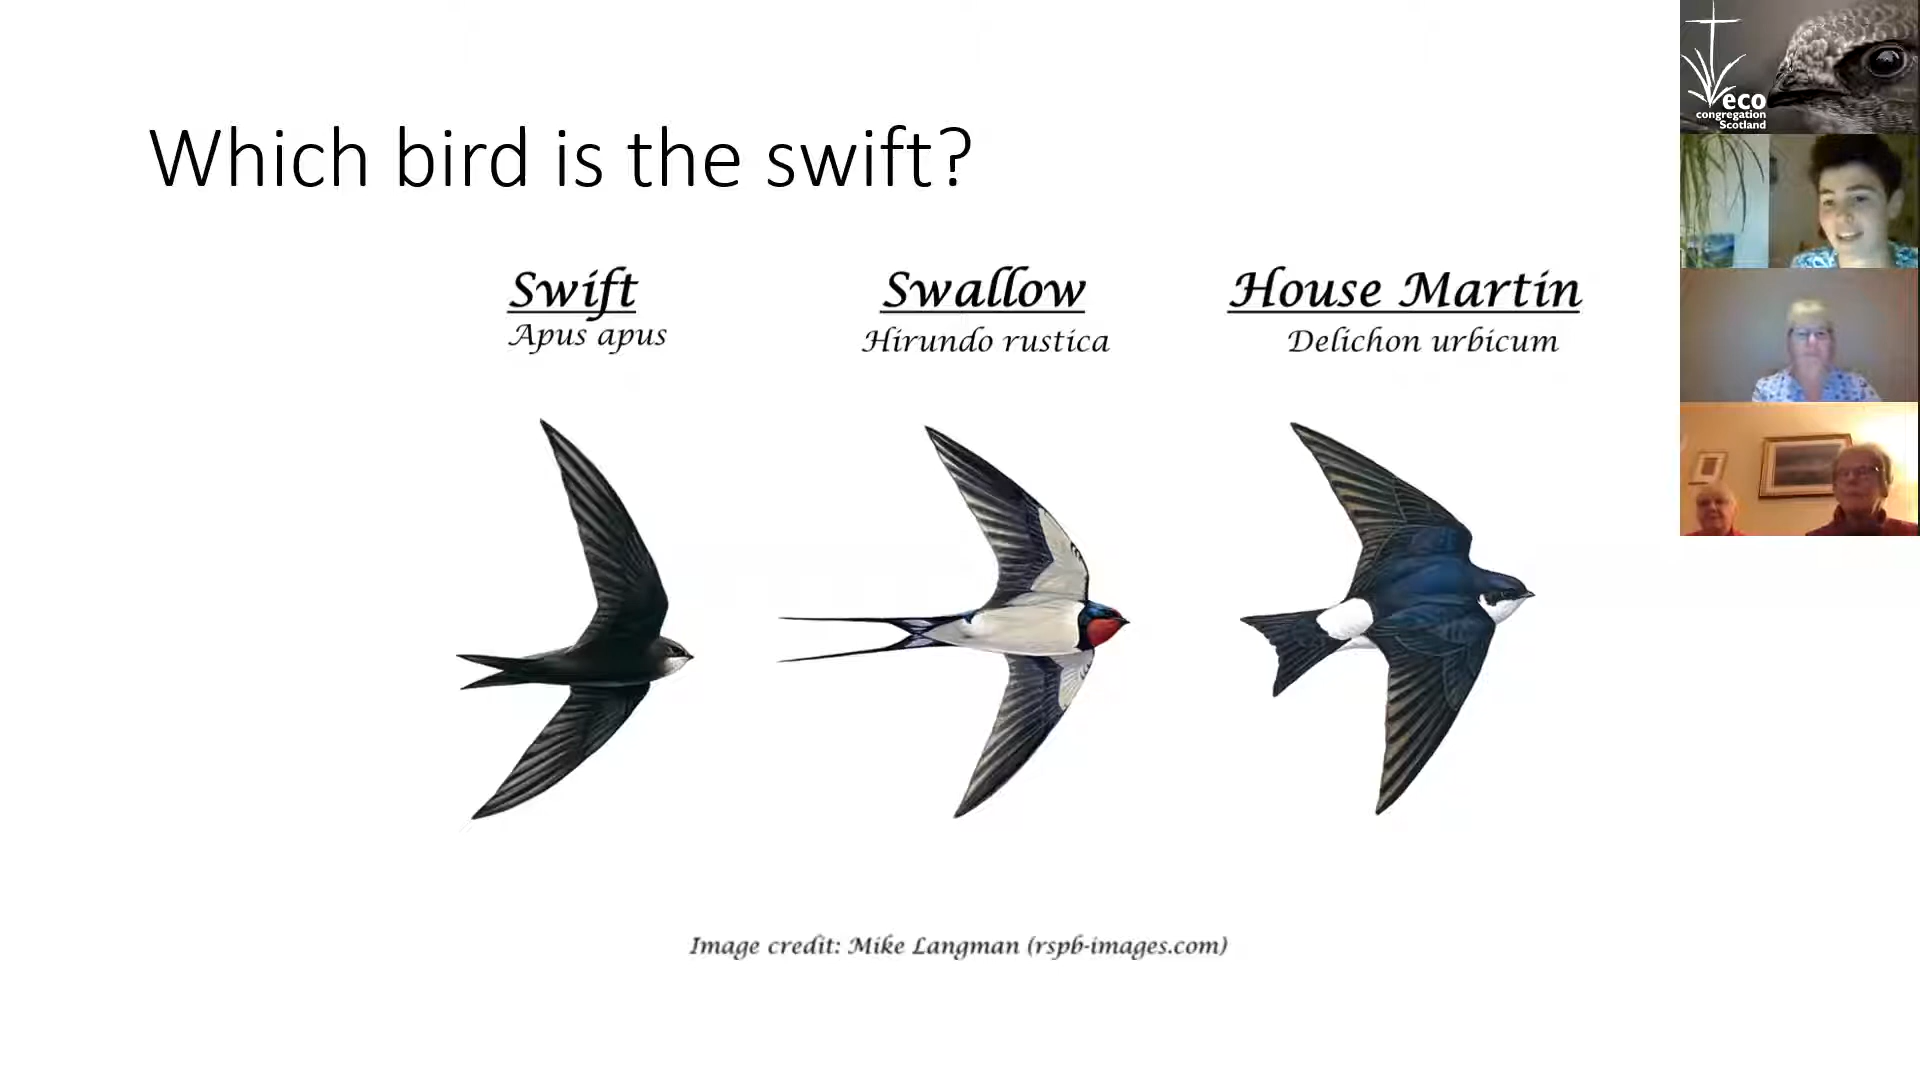 Which bird is the swift?
Swift
Apus apus
Swallow
Hirundo rustica
House Martin
Delichon urbicum
Image credit: Mike Langman (rspb-images.com)
eco
congregation
Scotland